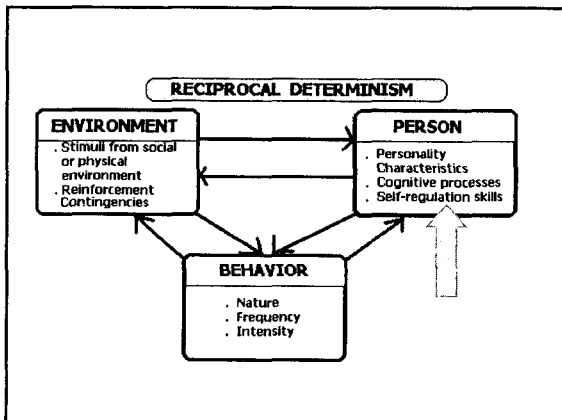 RECIPROCAL DETERMINISM
ENVIRONMENT
. Stimuli from social
or physical
environment
. Reinforcement
Contingencies
PERSON
. Personality
Characteristics
. Cognitive processes
. Self-regulation skills
BEHAVIOR
. Nature
. Frequency
. Intensity